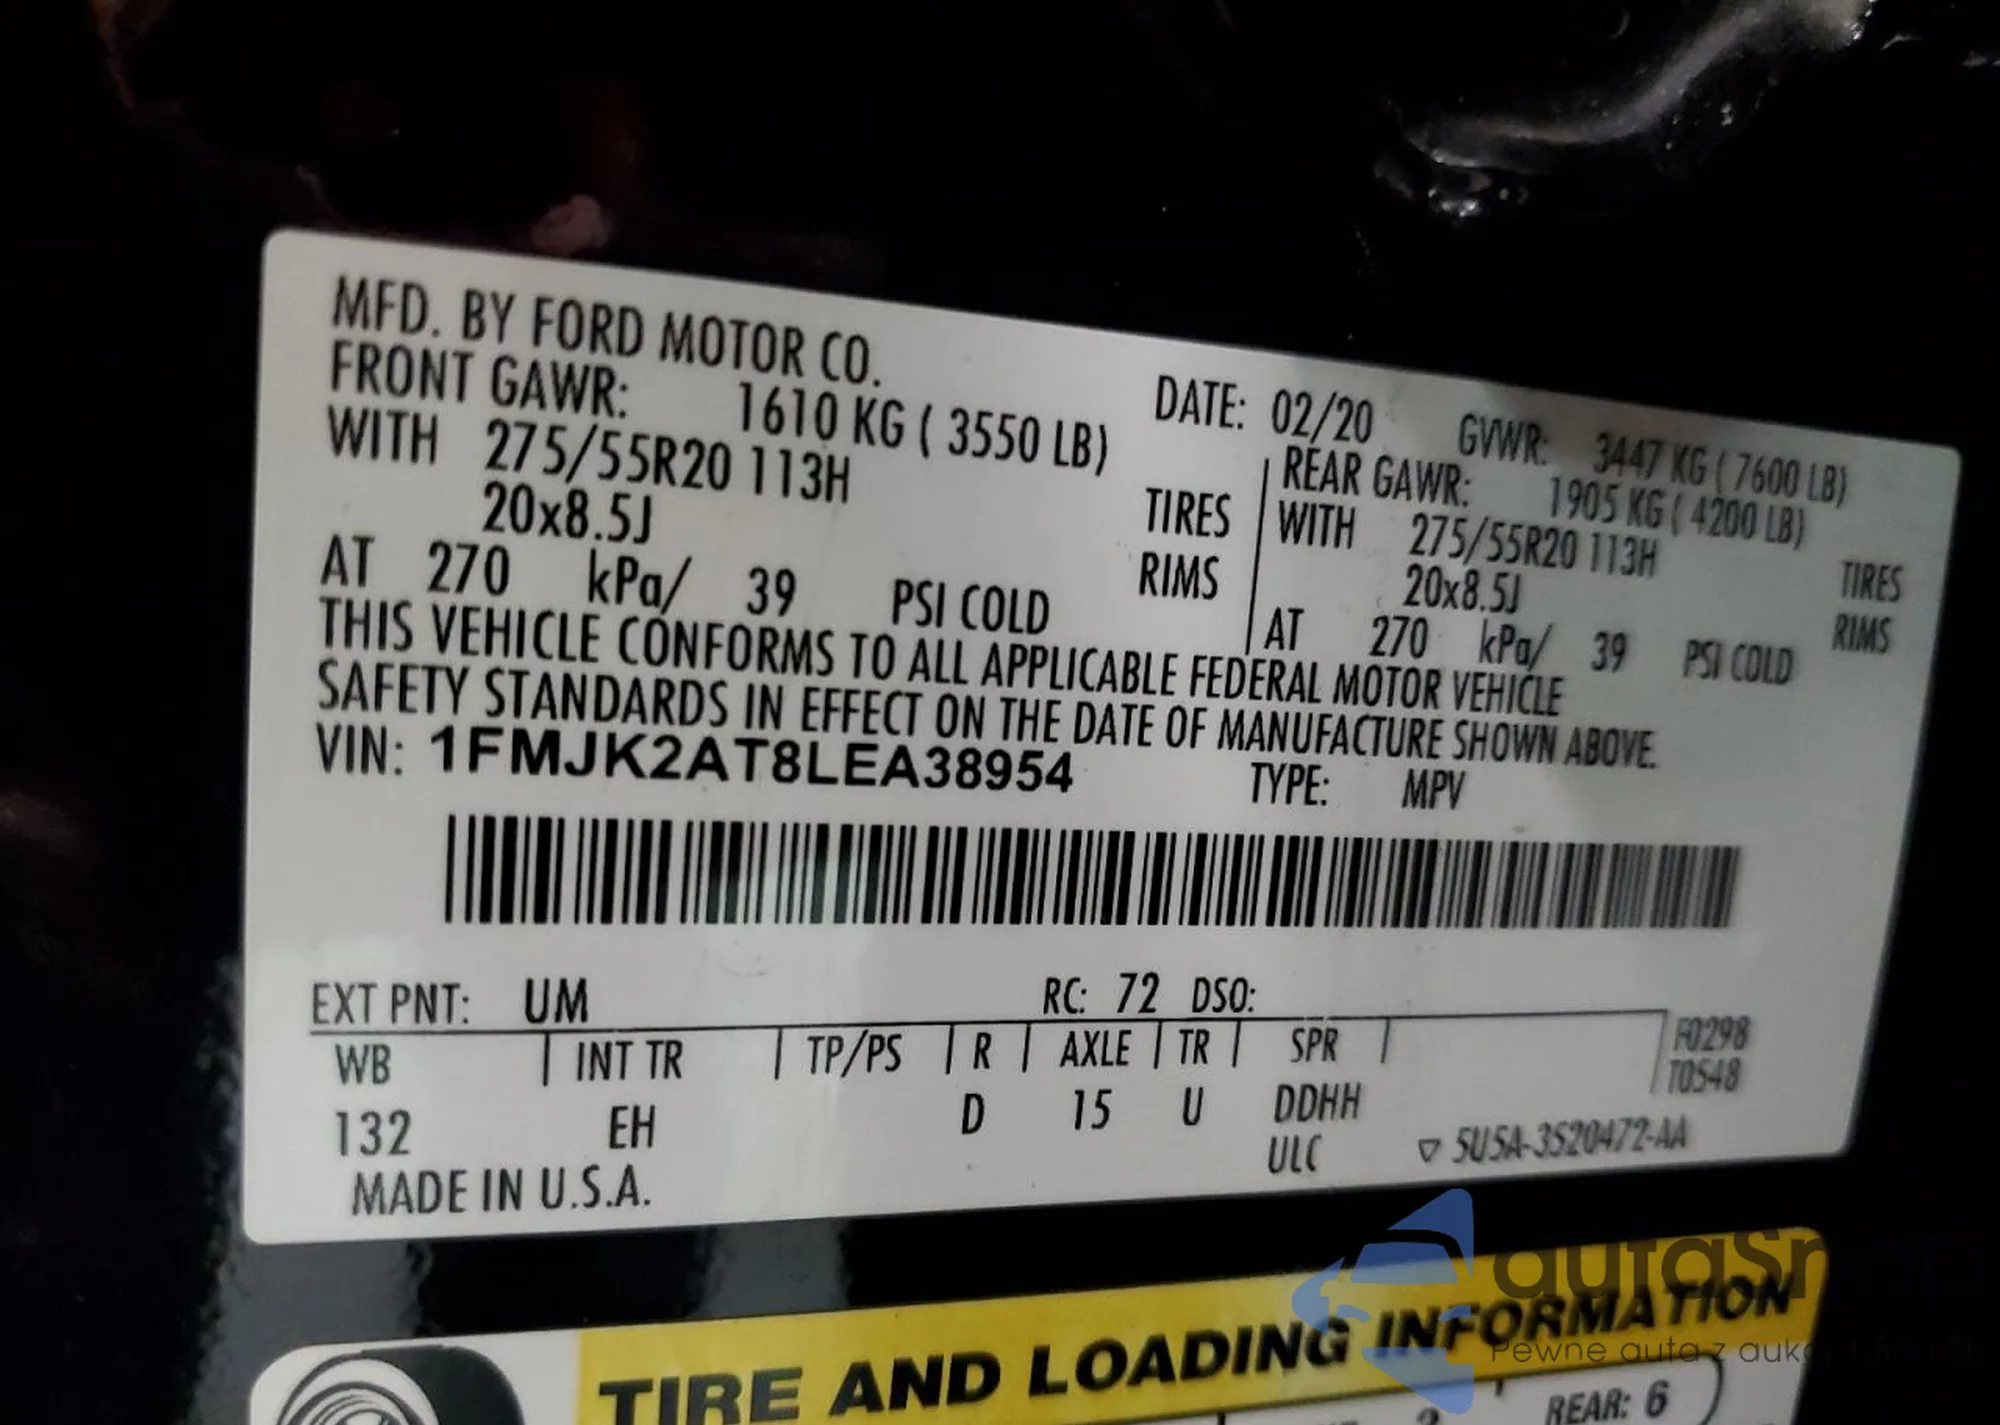 MFD. BY FORD MOTOR CO.
DATE: 02/20 GVWR: 3447 KG ( 7600 LB)
FRONT GAWR: 1610 KG ( 3550 LB)
REAR GAWR: 1905 KG ( 4200 LB)
WITH 275/55R20 113H TIRES
WITH 275/55R20 113H TIRES
20x8.5J RIMS
20x8.5J RIMS
AT 270 kPa/ 39 PSI COLD
AT 270 kPa/ 39 PSI COLD
THIS VEHICLE CONFORMS TO ALL APPLICABLE FEDERAL MOTOR VEHICLE
SAFETY STANDARDS IN EFFECT ON THE DATE OF MANUFACTURE SHOWN ABOVE.
VIN: 1FMJK2AT8LEA38954 TYPE: MPV
EXT PNT: UM RC: 72 DSO:
WB INT TR TP/PS R AXLE TR SPR F0298
T0548
132 EH D 15 U DDHH
ULC ▽ 5U5A-3S20472-AA
MADE IN U.S.A.
TIRE AND LOADING INFORMATION
REAR: 6
Pewne auta z